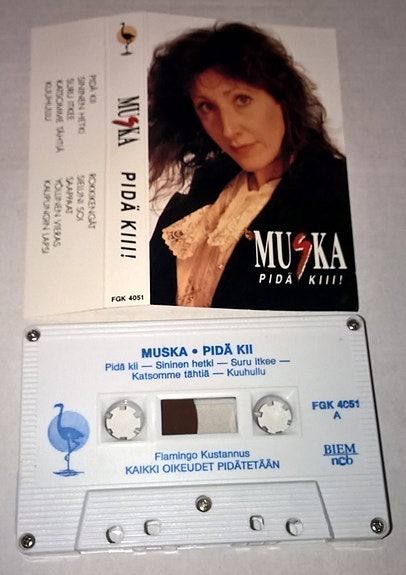 PIDÄ KII
SININEN HETKI
SURU ITKEE
KATSOMME TÄHTIÄ
KUUHULLU
ROKKIKENGÄT
SIELUNI SOI
SAAPPAAT
YÖLLINEN VIERAS
KAUPUNGIN LAPSI
MUSKA PIDÄ KIII!
FGK 4051
MUSKA
PIDÄ KIII!
MUSKA • PIDÄ KII
Pidä kii — Sininen hetki — Suru itkee —
Katsomme tähtiä — Kuuhullu
FGK 4051
A
BIEM
ncb
Flamingo Kustannus
KAIKKI OIKEUDET PIDÄTETÄÄN